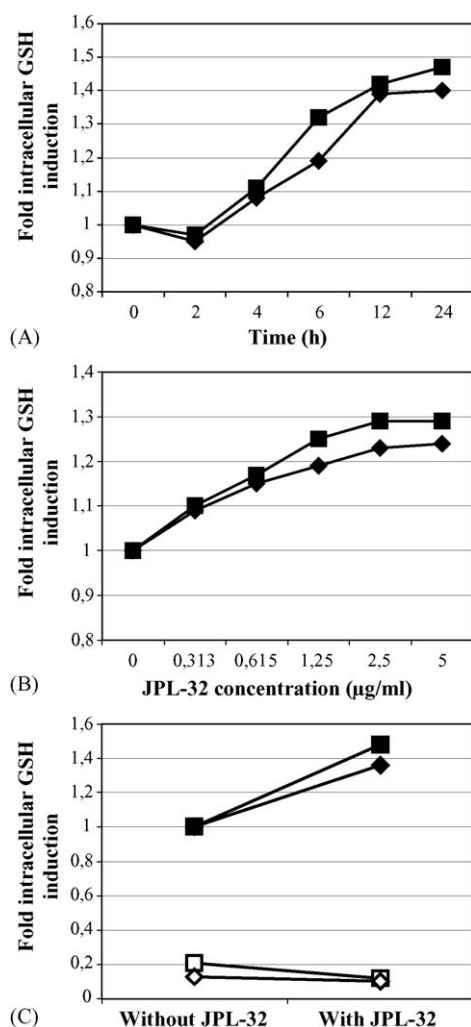 Fold intracellular GSH
induction
1,5
1,4
1,3
1,2
1,1
1
0,9
0,8
0 2 4 6 12 24
(A) Time (h)
Fold intracellular GSH
induction
1,4
1,3
1,2
1,1
1
0,9
0,8
0 0,313 0,615 1,25 2,5 5
(B) JPL-32 concentration (µg/ml)
Fold intracellular GSH
induction
1,6
1,4
1,2
1
0,8
0,6
0,4
0,2
0
(C) Without JPL-32 With JPL-32